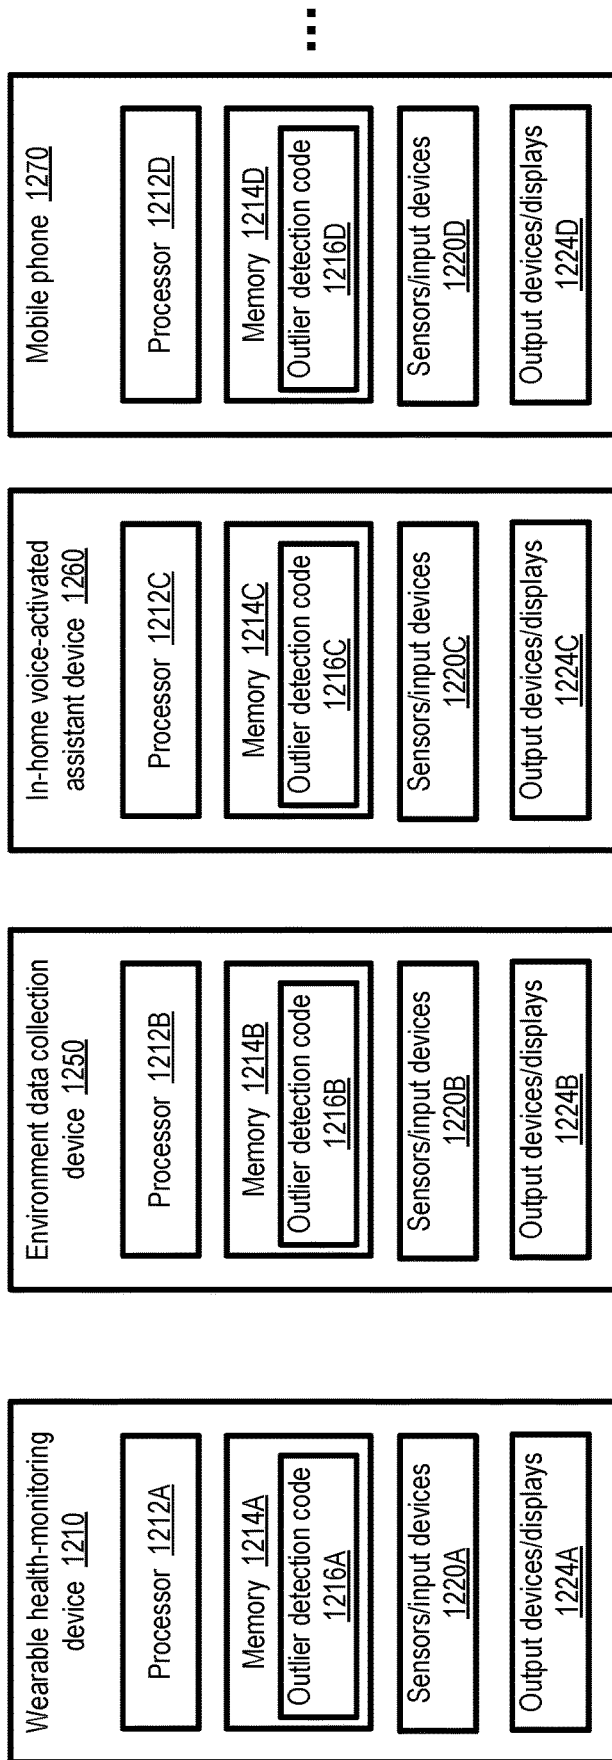 Wearable health-monitoring
device 1210
Processor 1212A
Memory 1214A
Outlier detection code
1216A
Sensors/input devices
1220A
Output devices/displays
1224A
Environment data collection
device 1250
Processor 1212B
Memory 1214B
Outlier detection code
1216B
Sensors/input devices
1220B
Output devices/displays
1224B
In-home voice-activated
assistant device 1260
Processor 1212C
Memory 1214C
Outlier detection code
1216C
Sensors/input devices
1220C
Output devices/displays
1224C
Mobile phone 1270
Processor 1212D
Memory 1214D
Outlier detection code
1216D
Sensors/input devices
1220D
Output devices/displays
1224D
...